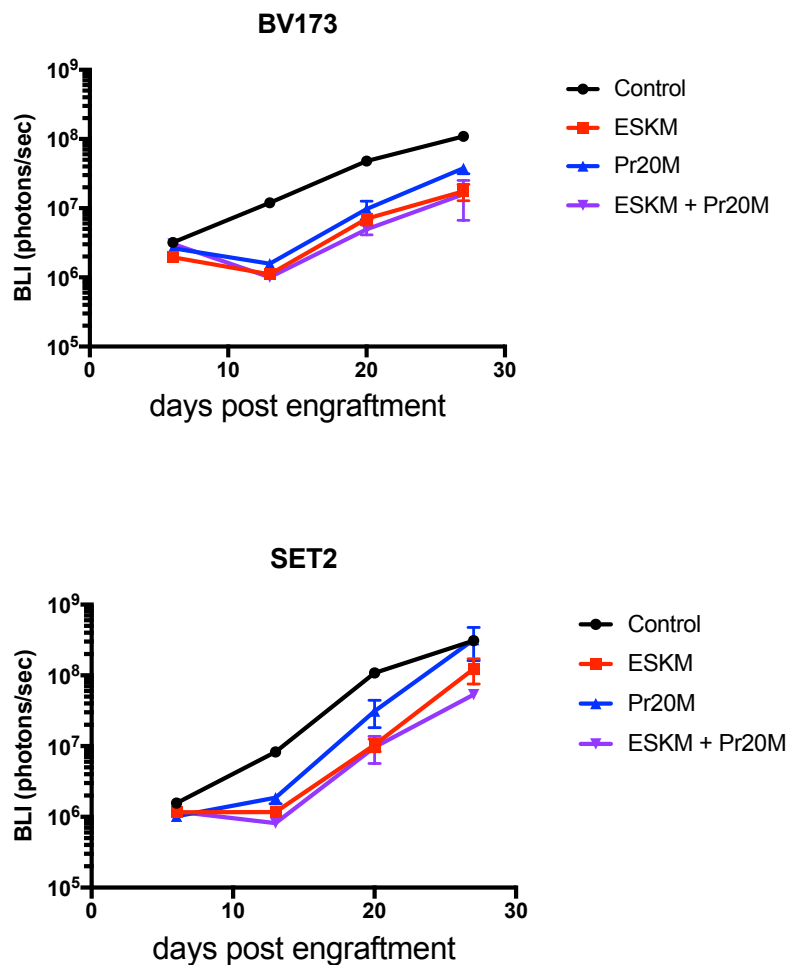 BV173
10⁹
10⁸
10⁷
10⁶
10⁵
BLI (photons/sec)
0 10 20 30
days post engraftment
Control
ESKM
Pr20M
ESKM + Pr20M
SET2
10⁹
10⁸
10⁷
10⁶
10⁵
BLI (photons/sec)
0 10 20 30
days post engraftment
Control
ESKM
Pr20M
ESKM + Pr20M